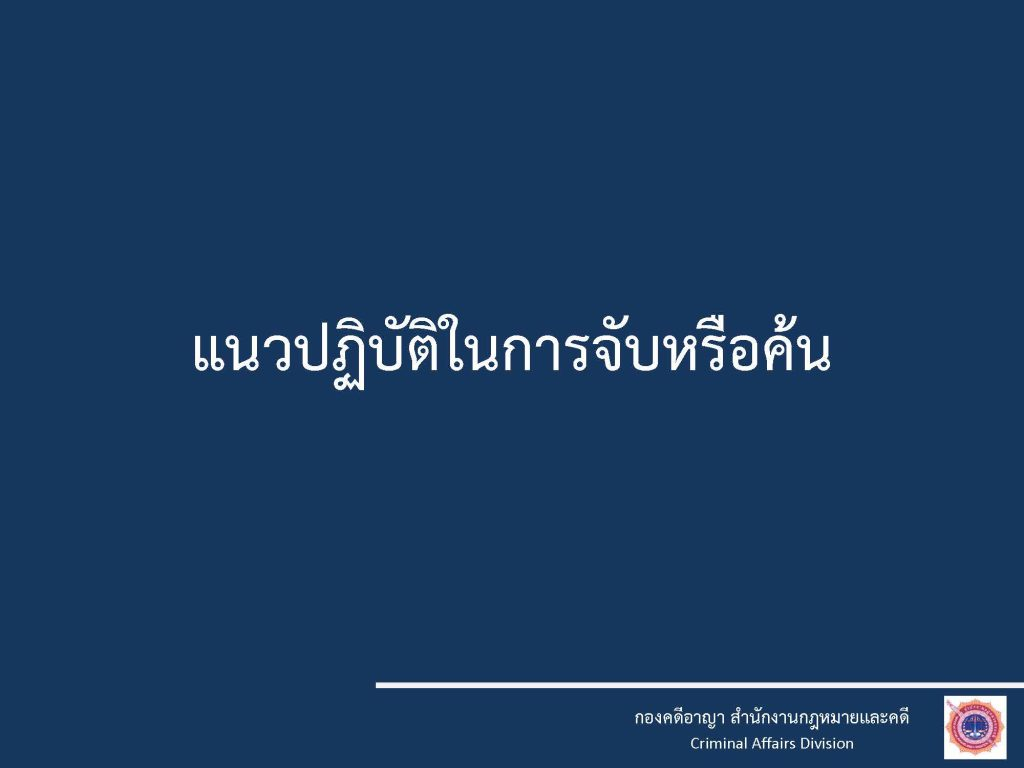 แนวปฏิบัติในการจับหรือค้น
กองคดีอาญา สำนักงานกฎหมายและคดี
Criminal Affairs Division